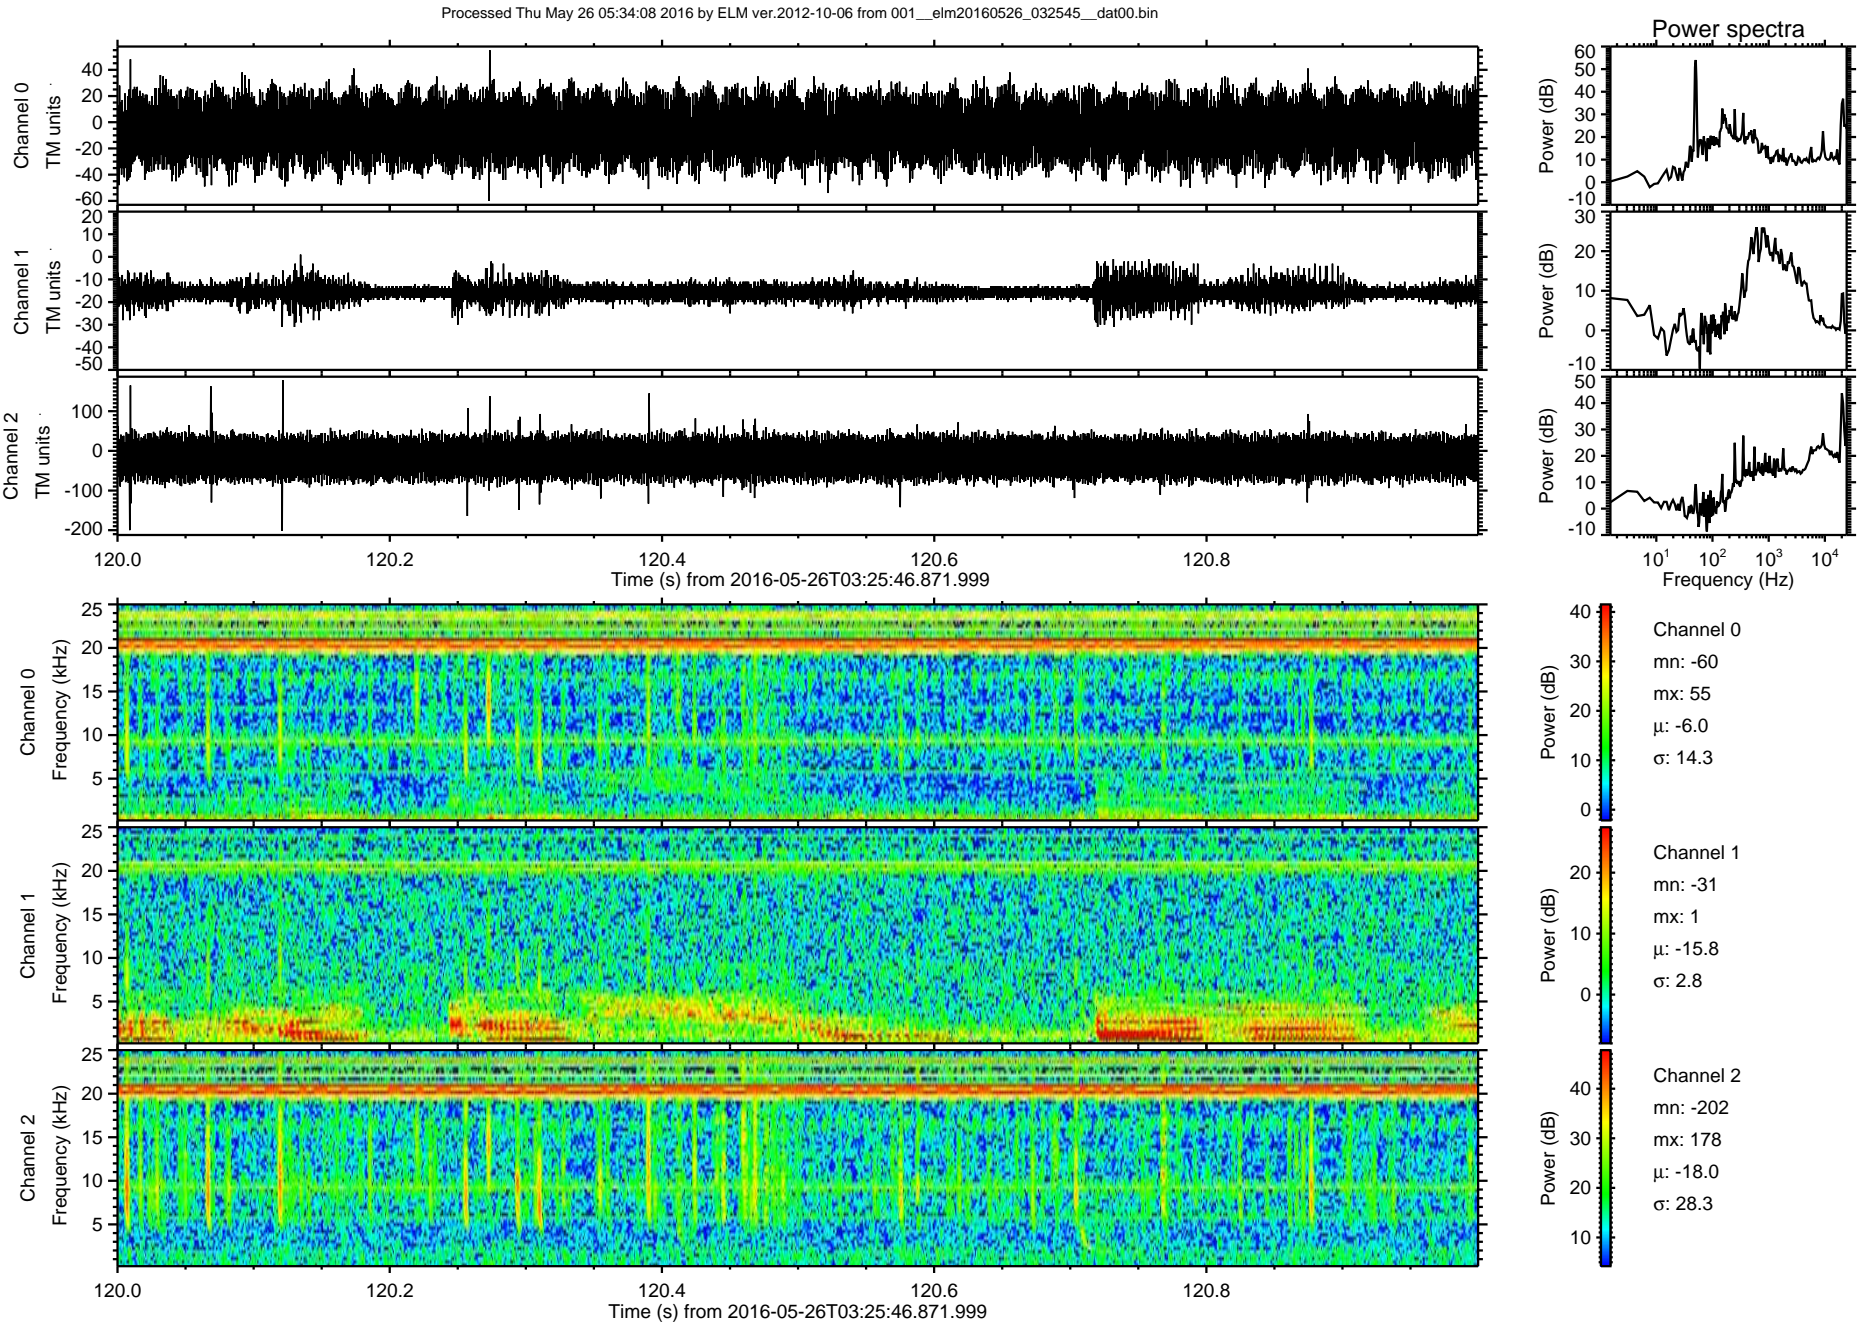 Processed Thu May 26 05:34:08 2016 by ELM ver.2012-10-06 from 001__elm20160526_032545__dat00.bin
Power spectra
Channel 0
TM units
40
20
0
-20
-40
-60
Power (dB)
60
50
40
30
20
10
0
-10
Channel 1
TM units
20
10
0
-10
-20
-30
-40
-50
Power (dB)
30
20
10
0
-10
Channel 2
TM units
100
0
-100
-200
Power (dB)
50
40
30
20
10
0
-10
120.0 120.2 120.4 120.6 120.8
Time (s) from 2016-05-26T03:25:46.871.999
10¹ 10² 10³ 10⁴
Frequency (Hz)
Channel 0
Frequency (kHz)
25
20
15
10
5
Power (dB)
40
30
20
10
0
Channel 0
mn: -60
mx: 55
μ: -6.0
σ: 14.3
Channel 1
Frequency (kHz)
25
20
15
10
5
Power (dB)
20
10
0
Channel 1
mn: -31
mx: 1
μ: -15.8
σ: 2.8
Channel 2
Frequency (kHz)
25
20
15
10
5
Power (dB)
40
30
20
10
Channel 2
mn: -202
mx: 178
μ: -18.0
σ: 28.3
120.0 120.2 120.4 120.6 120.8
Time (s) from 2016-05-26T03:25:46.871.999